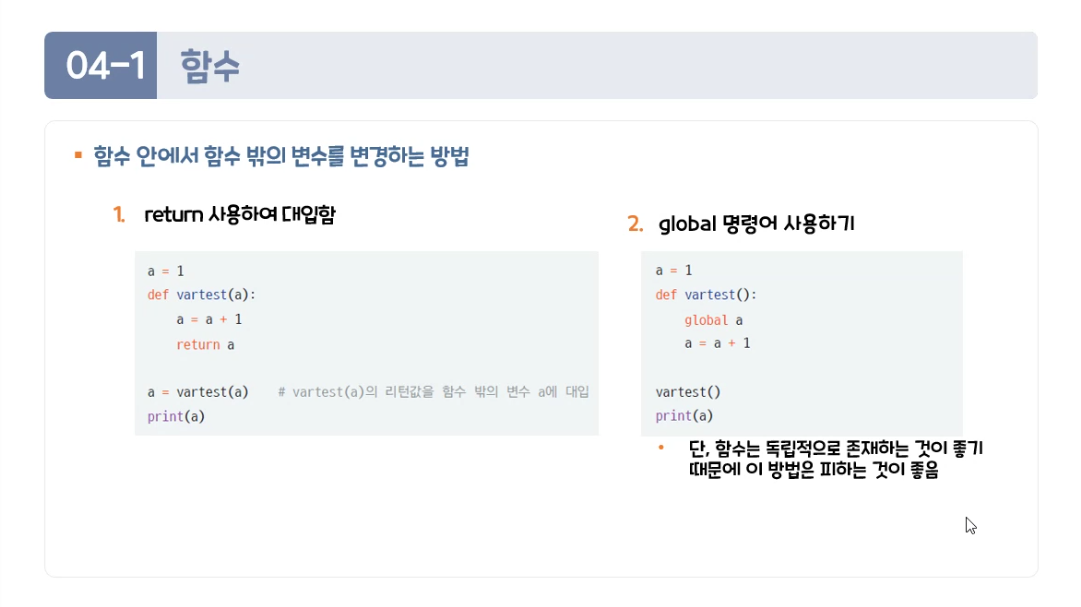 04-1 함수
▪ 함수 안에서 함수 밖의 변수를 변경하는 방법
1. return 사용하여 대입함
a = 1
def vartest(a):
    a = a + 1
    return a

a = vartest(a)    # vartest(a)의 리턴값을 함수 밖의 변수 a에 대입
print(a)
2. global 명령어 사용하기
a = 1
def vartest():
    global a
    a = a + 1

vartest()
print(a)
• 단, 함수는 독립적으로 존재하는 것이 좋기
때문에 이 방법은 피하는 것이 좋음